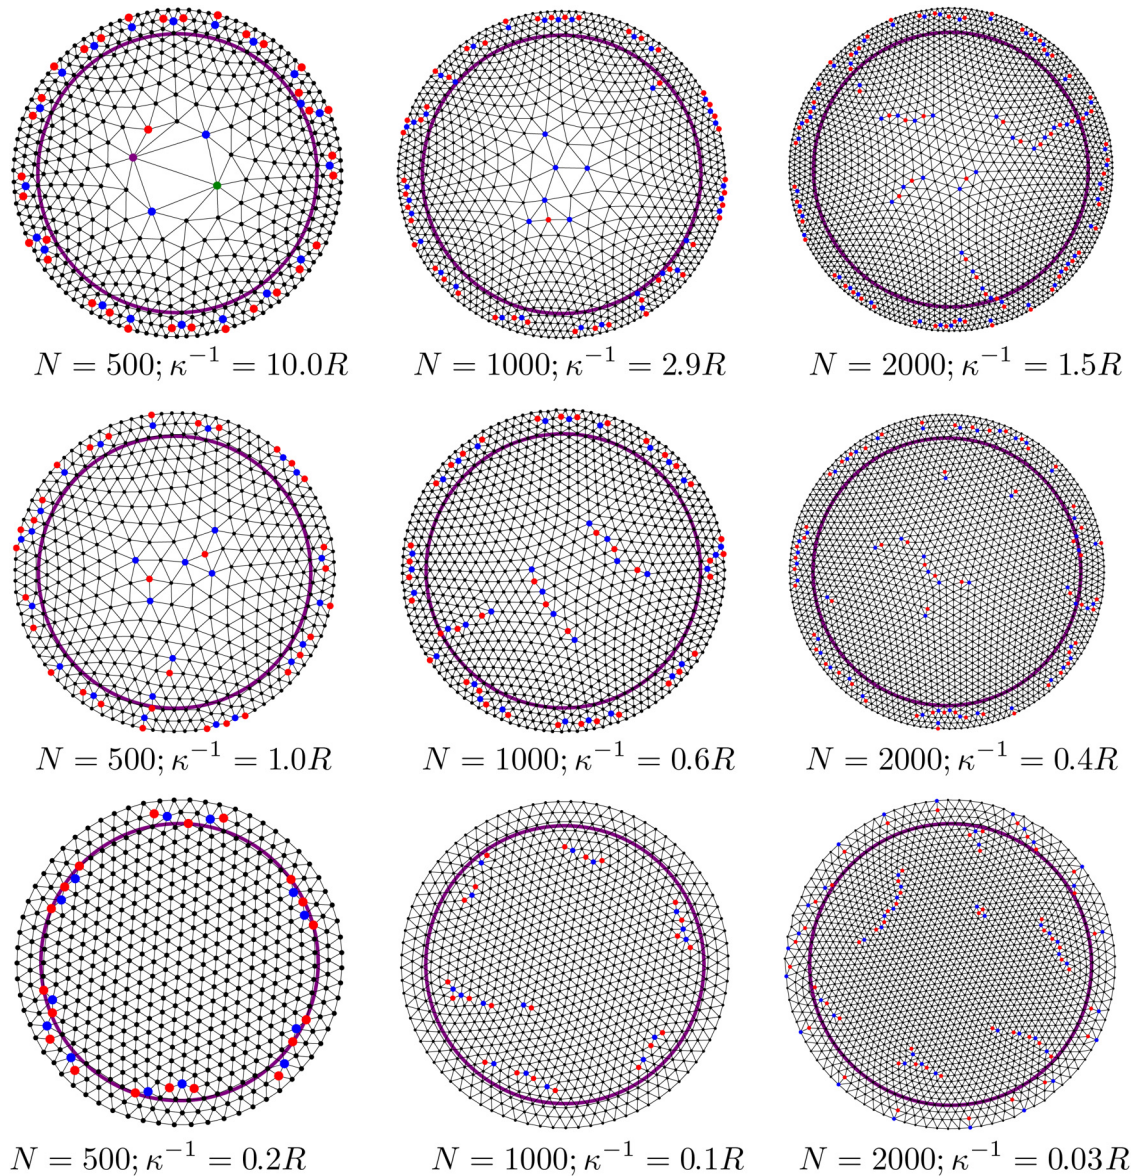 N = 500; κ⁻¹ = 10.0R
N = 1000; κ⁻¹ = 2.9R
N = 2000; κ⁻¹ = 1.5R
N = 500; κ⁻¹ = 1.0R
N = 1000; κ⁻¹ = 0.6R
N = 2000; κ⁻¹ = 0.4R
N = 500; κ⁻¹ = 0.2R
N = 1000; κ⁻¹ = 0.1R
N = 2000; κ⁻¹ = 0.03R